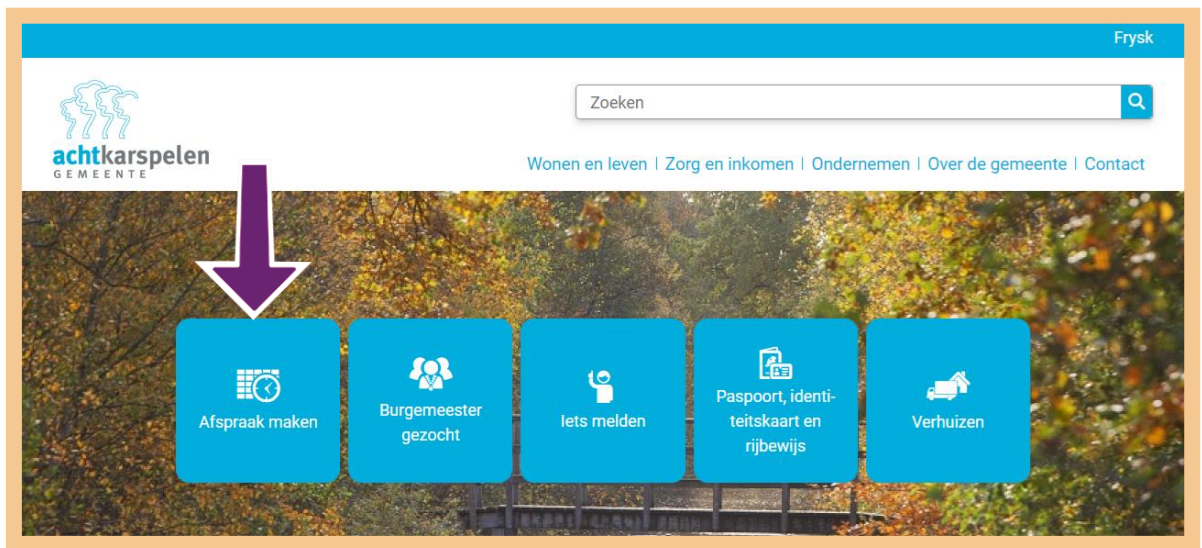 Frysk
Zoeken
achtkarspelen
GEMEENTE
Wonen en leven | Zorg en inkomen | Ondernemen | Over de gemeente | Contact
Afspraak maken
Burgemeester
gezocht
Iets melden
Paspoort, identi-
teitskaart en
rijbewijs
Verhuizen